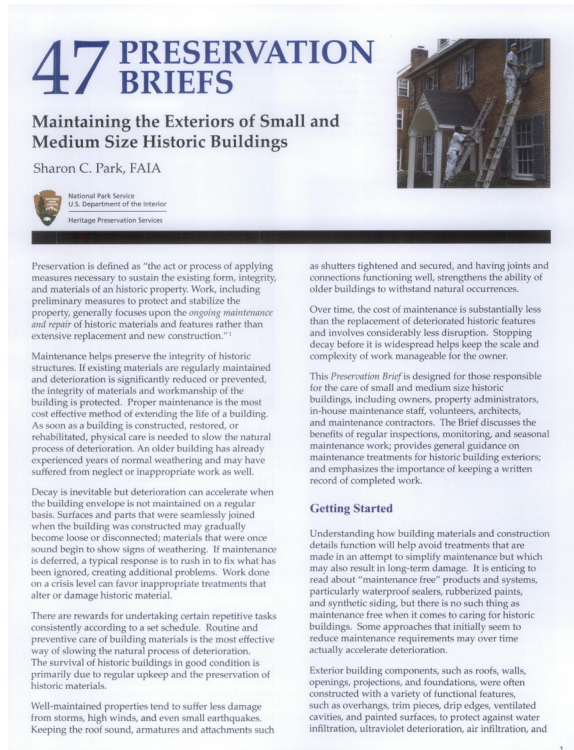 47 PRESERVATION
BRIEFS
Maintaining the Exteriors of Small and
Medium Size Historic Buildings
Sharon C. Park, FAIA
National Park Service
U.S. Department of the Interior
Heritage Preservation Services
Preservation is defined as “the act or process of applying
measures necessary to sustain the existing form, integrity,
and materials of an historic property. Work, including
preliminary measures to protect and stabilize the
property, generally focuses upon the ongoing maintenance
and repair of historic materials and features rather than
extensive replacement and new construction.”1
Maintenance helps preserve the integrity of historic
structures. If existing materials are regularly maintained
and deterioration is significantly reduced or prevented,
the integrity of materials and workmanship of the
building is protected. Proper maintenance is the most
cost effective method of extending the life of a building.
As soon as a building is constructed, restored, or
rehabilitated, physical care is needed to slow the natural
process of deterioration. An older building has already
experienced years of normal weathering and may have
suffered from neglect or inappropriate work as well.
Decay is inevitable but deterioration can accelerate when
the building envelope is not maintained on a regular
basis. Surfaces and parts that were seamlessly joined
when the building was constructed may gradually
become loose or disconnected; materials that were once
sound begin to show signs of weathering. If maintenance
is deferred, a typical response is to rush in to fix what has
been ignored, creating additional problems. Work done
on a crisis level can favor inappropriate treatments that
alter or damage historic material.
There are rewards for undertaking certain repetitive tasks
consistently according to a set schedule. Routine and
preventive care of building materials is the most effective
way of slowing the natural process of deterioration.
The survival of historic buildings in good condition is
primarily due to regular upkeep and the preservation of
historic materials.
Well-maintained properties tend to suffer less damage
from storms, high winds, and even small earthquakes.
Keeping the roof sound, armatures and attachments such
as shutters tightened and secured, and having joints and
connections functioning well, strengthens the ability of
older buildings to withstand natural occurrences.
Over time, the cost of maintenance is substantially less
than the replacement of deteriorated historic features
and involves considerably less disruption. Stopping
decay before it is widespread helps keep the scale and
complexity of work manageable for the owner.
This Preservation Brief is designed for those responsible
for the care of small and medium size historic
buildings, including owners, property administrators,
in-house maintenance staff, volunteers, architects,
and maintenance contractors. The Brief discusses the
benefits of regular inspections, monitoring, and seasonal
maintenance work; provides general guidance on
maintenance treatments for historic building exteriors;
and emphasizes the importance of keeping a written
record of completed work.
Getting Started
Understanding how building materials and construction
details function will help avoid treatments that are
made in an attempt to simplify maintenance but which
may also result in long-term damage. It is enticing to
read about “maintenance free” products and systems,
particularly waterproof sealers, rubberized paints,
and synthetic siding, but there is no such thing as
maintenance free when it comes to caring for historic
buildings. Some approaches that initially seem to
reduce maintenance requirements may over time
actually accelerate deterioration.
Exterior building components, such as roofs, walls,
openings, projections, and foundations, were often
constructed with a variety of functional features,
such as overhangs, trim pieces, drip edges, ventilated
cavities, and painted surfaces, to protect against water
infiltration, ultraviolet deterioration, air infiltration, and